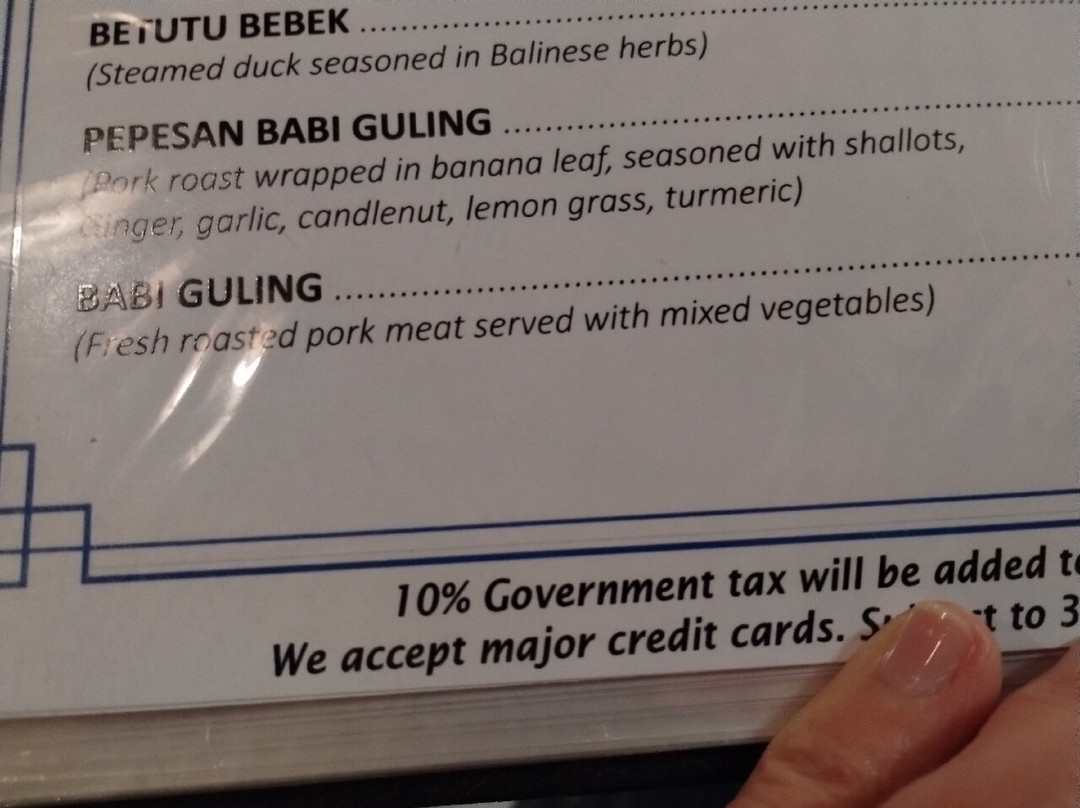 BETUTU BEBEK ........................................
(Steamed duck seasoned in Balinese herbs)
PEPESAN BABI GULING ........................................
(Pork roast wrapped in banana leaf, seasoned with shallots,
Ginger, garlic, candlenut, lemon grass, turmeric)
BABI GULING ........................................
(Fresh roasted pork meat served with mixed vegetables)
10% Government tax will be added
We accept major credit cards. to 3